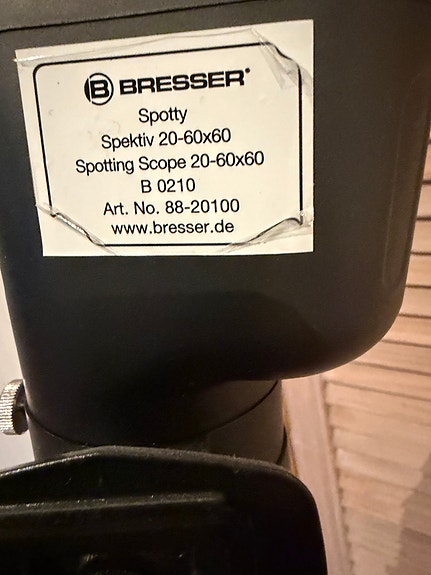 B BRESSER®
Spotty
Spektiv 20-60x60
Spotting Scope 20-60x60
B 0210
Art. No. 88-20100
www.bresser.de